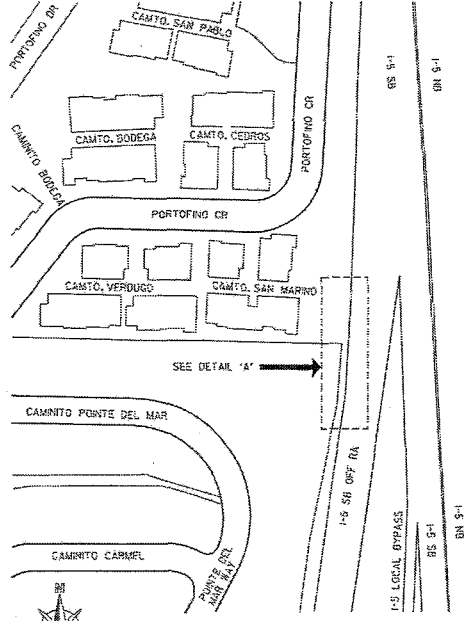 PORTOFINO DR
CAMTO. SAN PABLO
I-5 SB
I-5 NB
CAMTO. BODEGA
CAMTO. CEDROS
PORTOFINO CR
CAMINITO BODEGA
PORTOFINO CR
CAMTO. VERDUGO
CAMTO. SAN MARINO
SEE DETAIL 'A'
CAMINITO POINTE DEL MAR
I-5 SB OFF RA
I-5 LOCAL BYPASS
I-5 SB
I-5 NB
CAMINITO CARMEL
POINTE DEL
MAR WAY
N